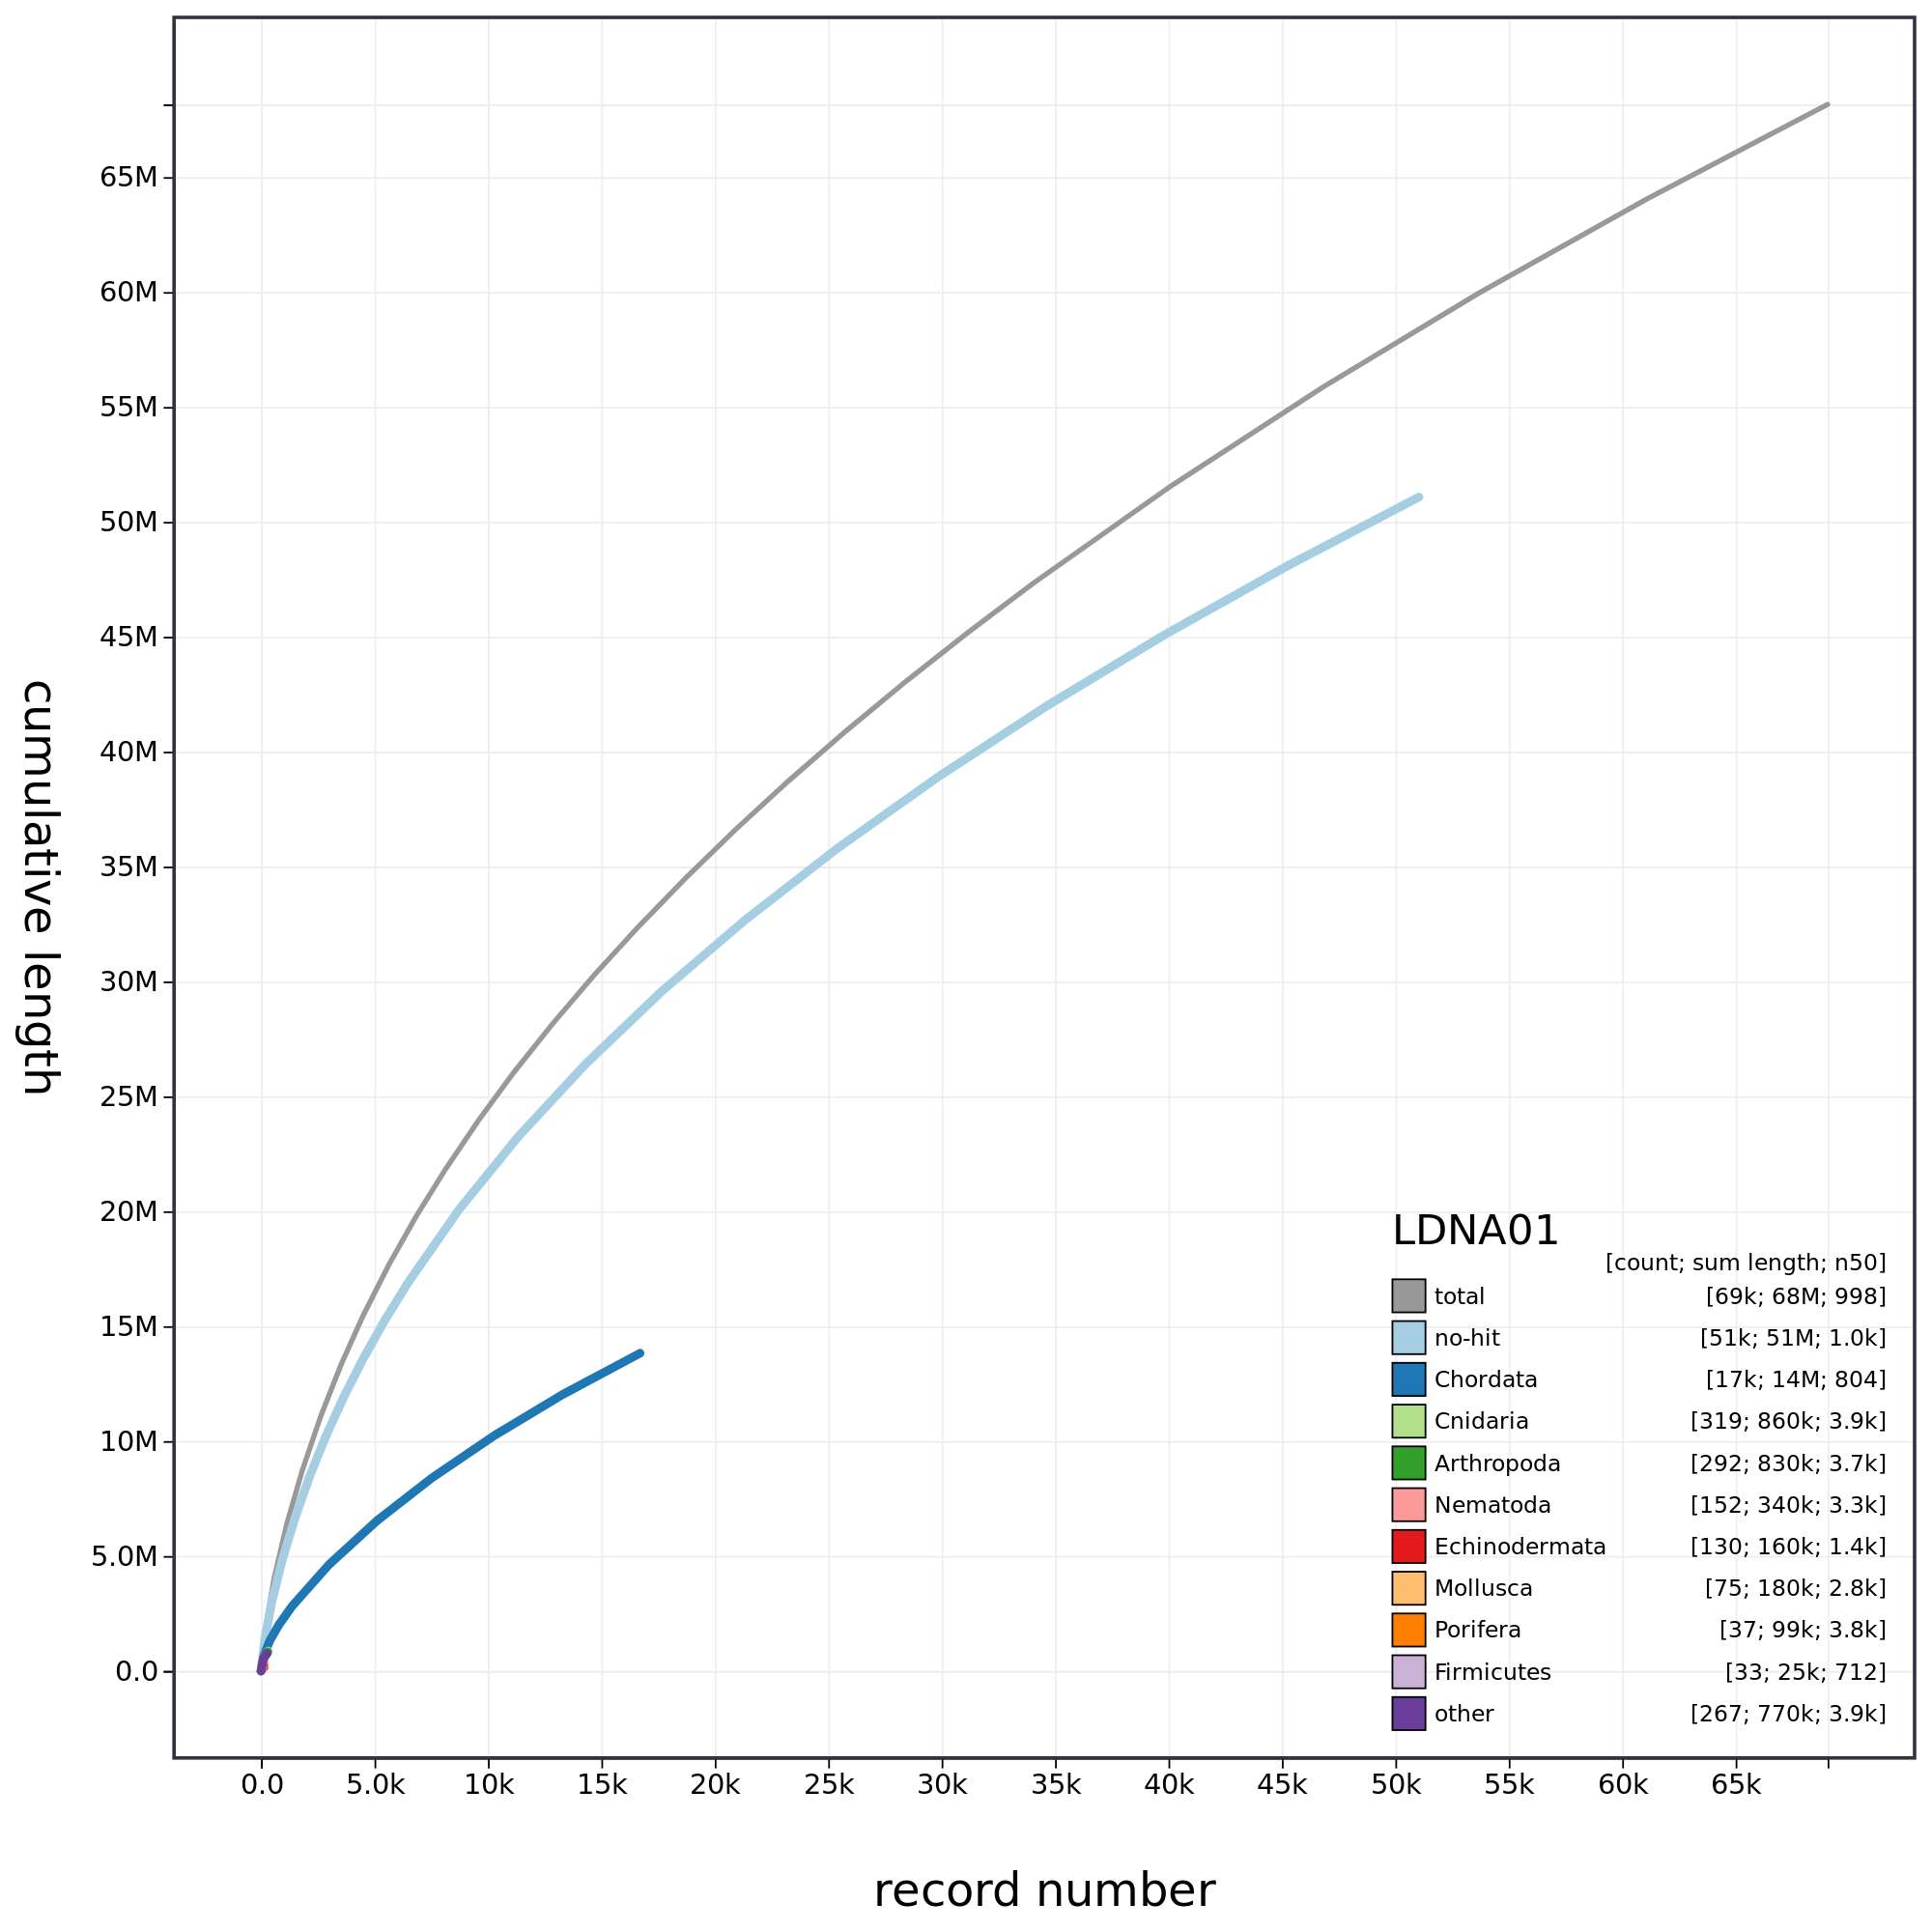 cumulative length
65M
60M
55M
50M
45M
40M
35M
30M
25M
20M
15M
10M
5.0M
0.0
LDNA01
[count; sum length; n50]
total [69k; 68M; 998]
no-hit [51k; 51M; 1.0k]
Chordata [17k; 14M; 804]
Cnidaria [319; 860k; 3.9k]
Arthropoda [292; 830k; 3.7k]
Nematoda [152; 340k; 3.3k]
Echinodermata [130; 160k; 1.4k]
Mollusca [75; 180k; 2.8k]
Porifera [37; 99k; 3.8k]
Firmicutes [33; 25k; 712]
other [267; 770k; 3.9k]
0.0 5.0k 10k 15k 20k 25k 30k 35k 40k 45k 50k 55k 60k 65k
record number